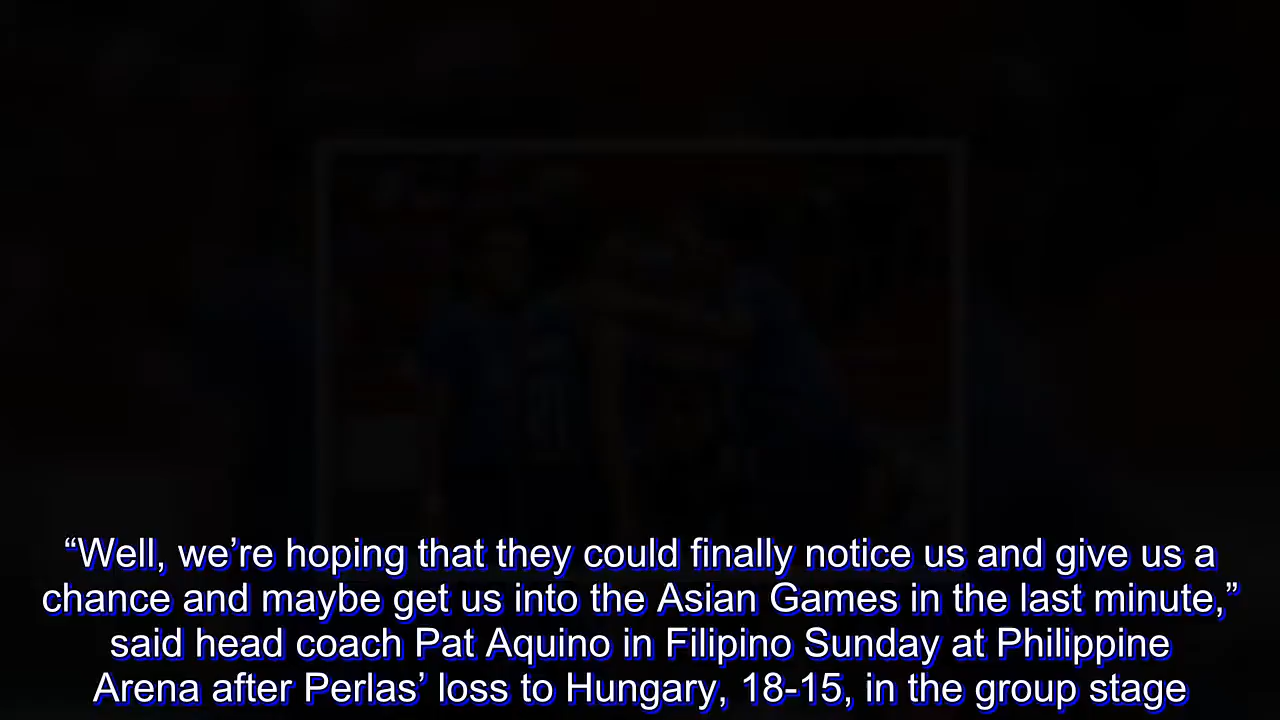 “Well, we’re hoping that they could finally notice us and give us a
chance and maybe get us into the Asian Games in the last minute,”
said head coach Pat Aquino in Filipino Sunday at Philippine
Arena after Perlas’ loss to Hungary, 18-15, in the group stage